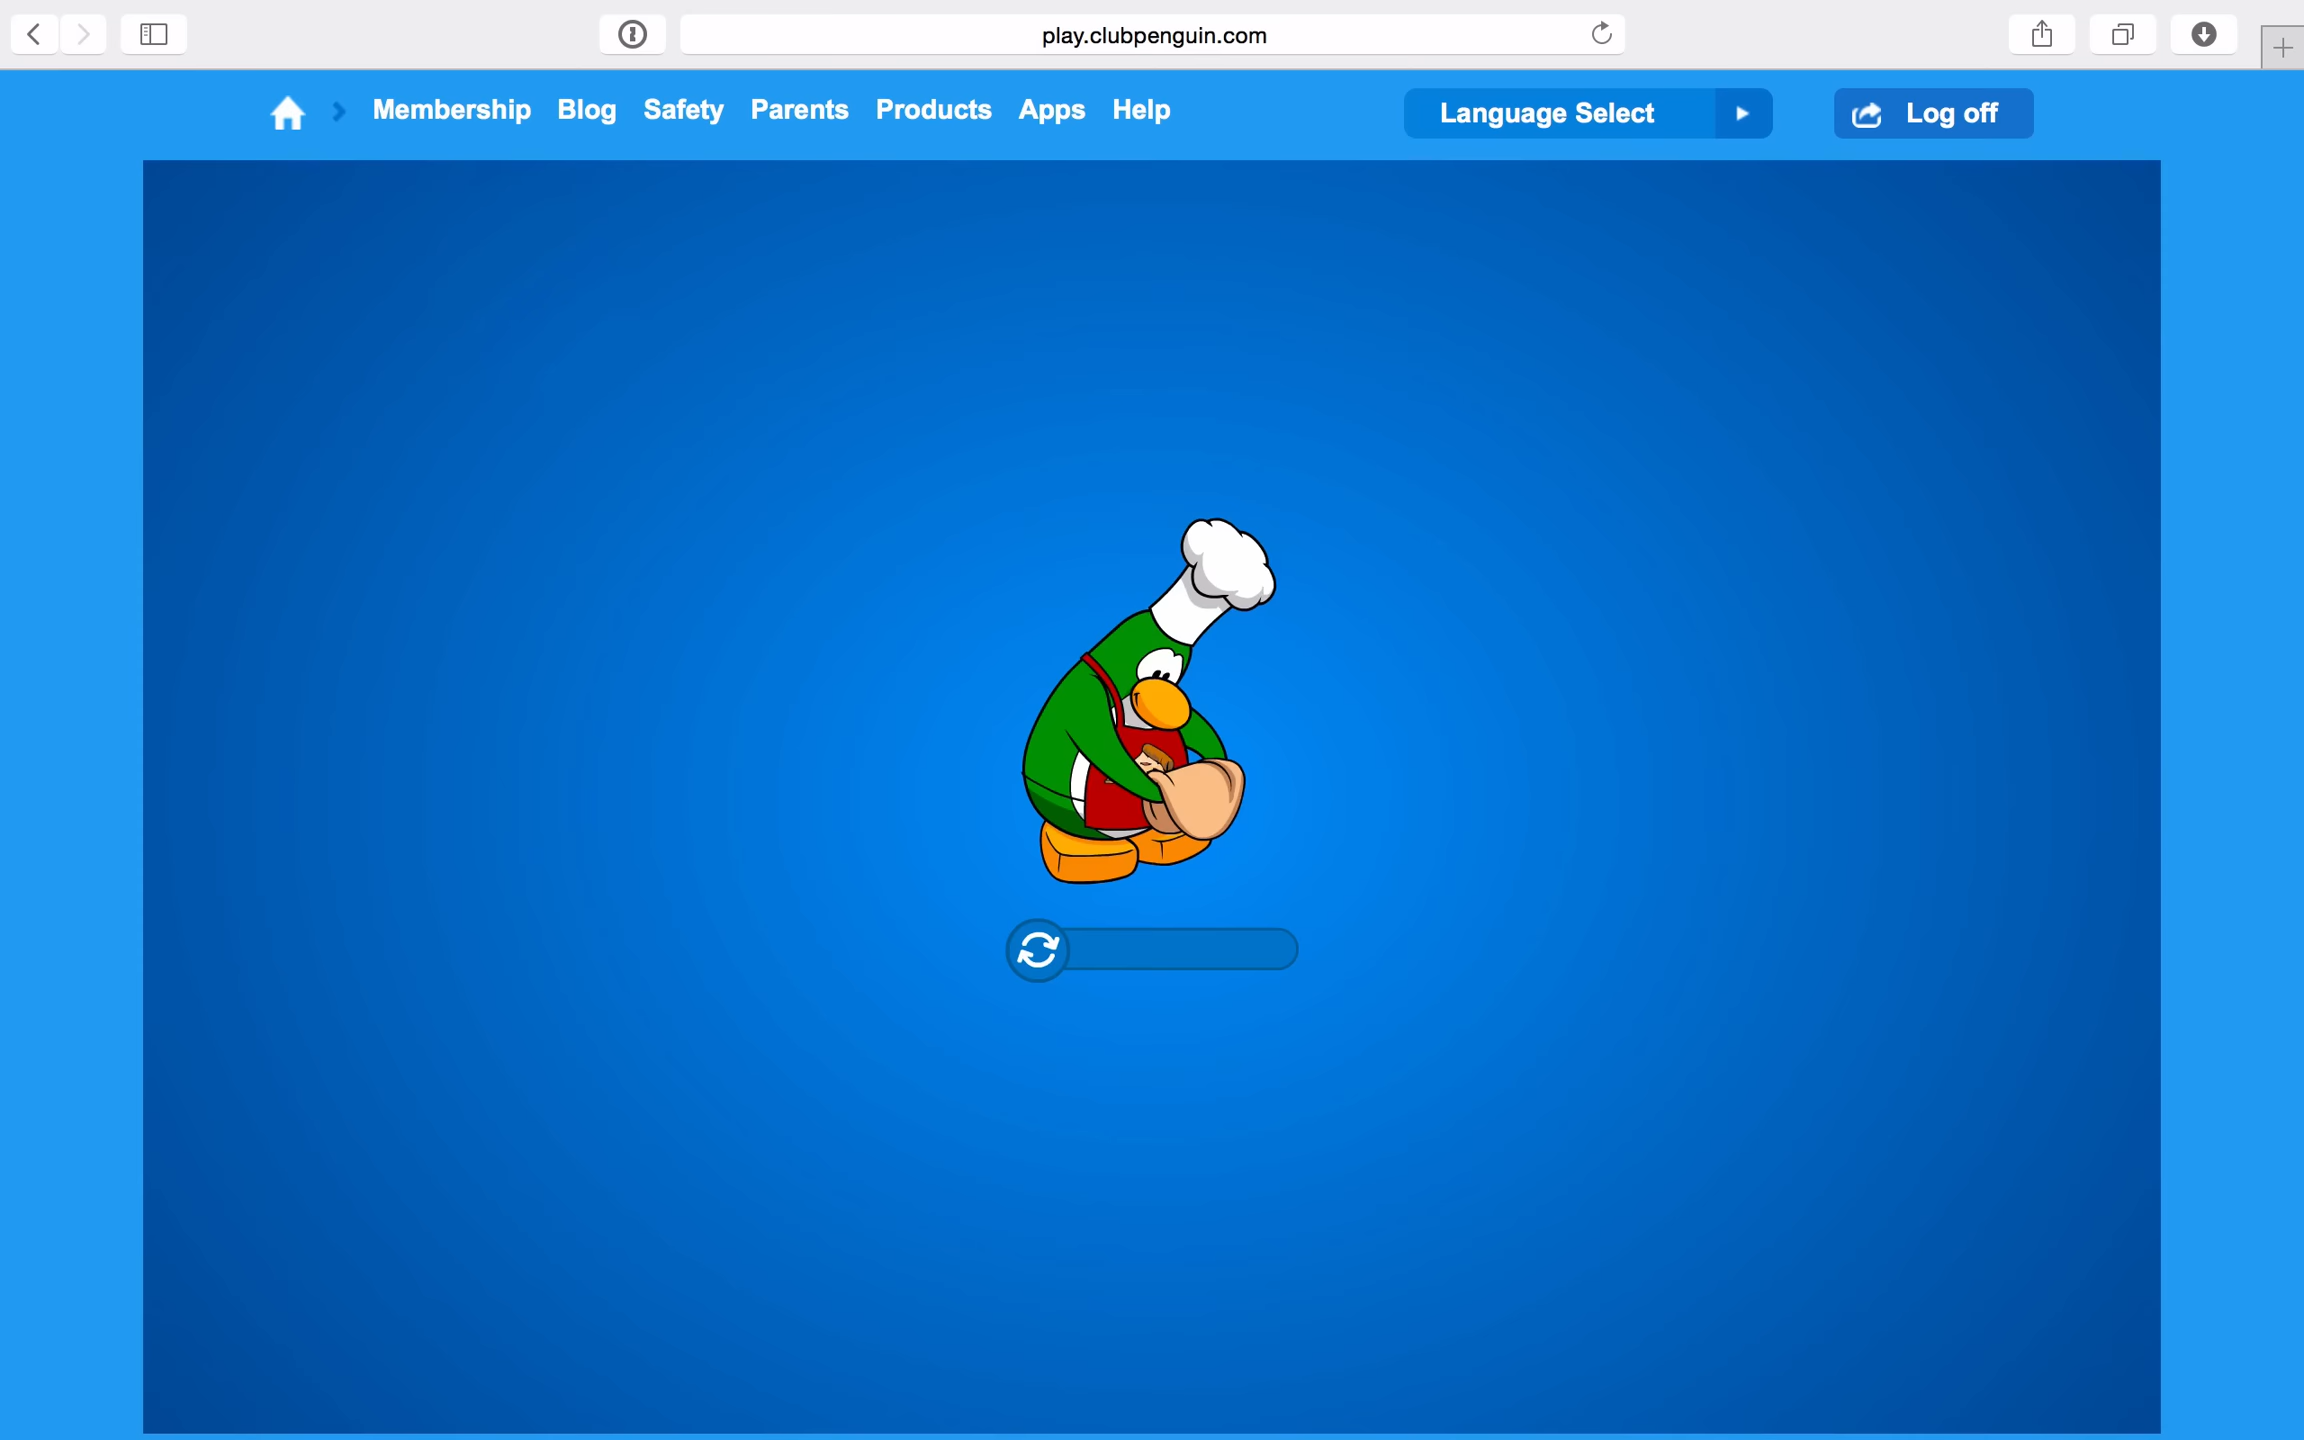 play.clubpenguin.com
Membership Blog Safety Parents Products Apps Help
Language Select
Log off